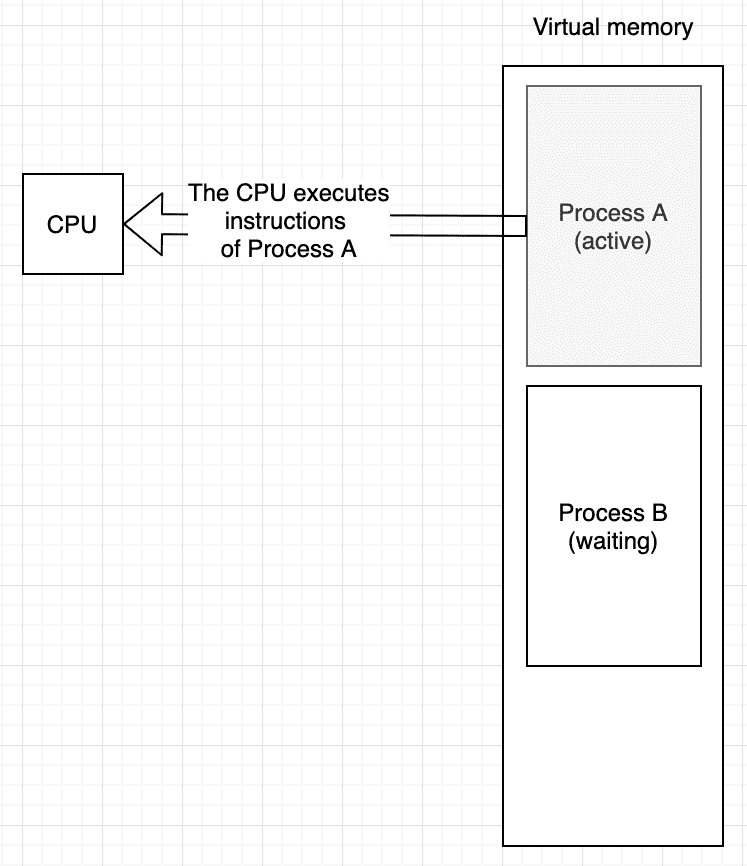 Virtual memory
The CPU executes
instructions
of Process A
CPU
Process A
(active)
Process B
(waiting)